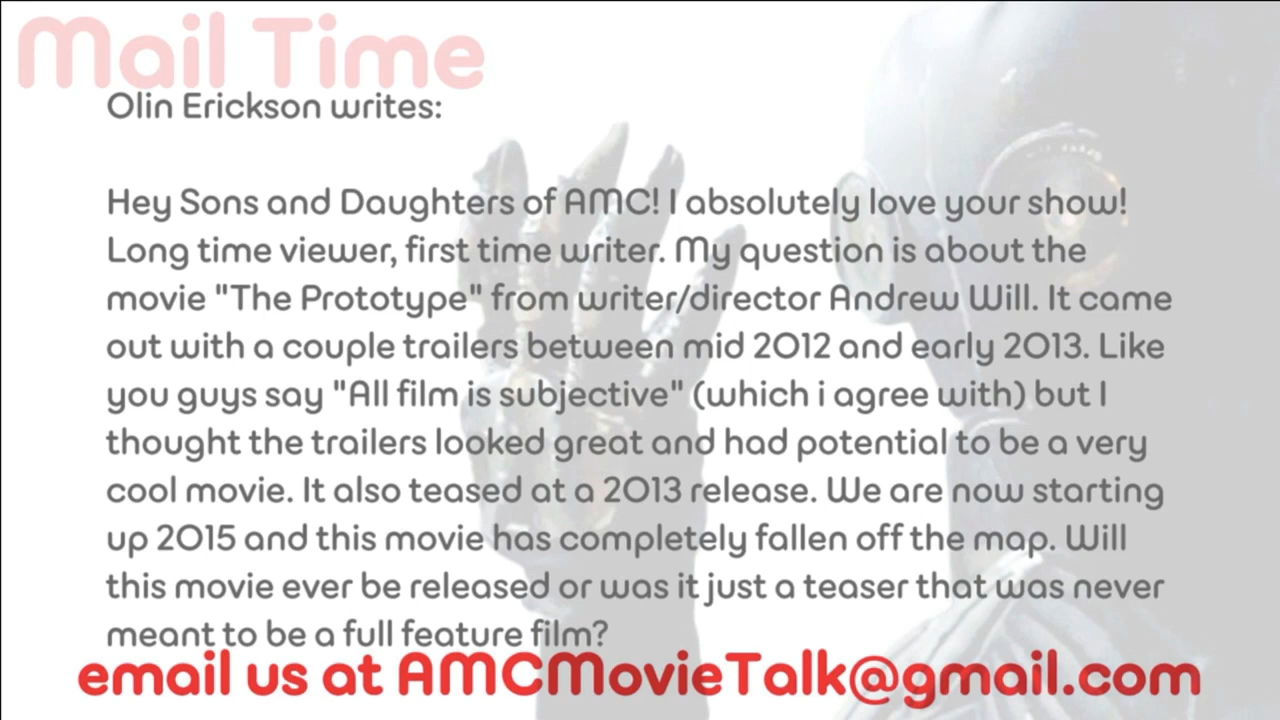 Mail Time
Olin Erickson writes:
Hey Sons and Daughters of AMC! I absolutely love your show!
Long time viewer, first time writer. My question is about the
movie "The Prototype" from writer/director Andrew Will. It came
out with a couple trailers between mid 2012 and early 2013. Like
you guys say "All film is subjective" (which i agree with) but I
thought the trailers looked great and had potential to be a very
cool movie. It also teased at a 2013 release. We are now starting
up 2015 and this movie has completely fallen off the map. Will
this movie ever be released or was it just a teaser that was never
meant to be a full feature film?
email us at AMCMovieTalk@gmail.com